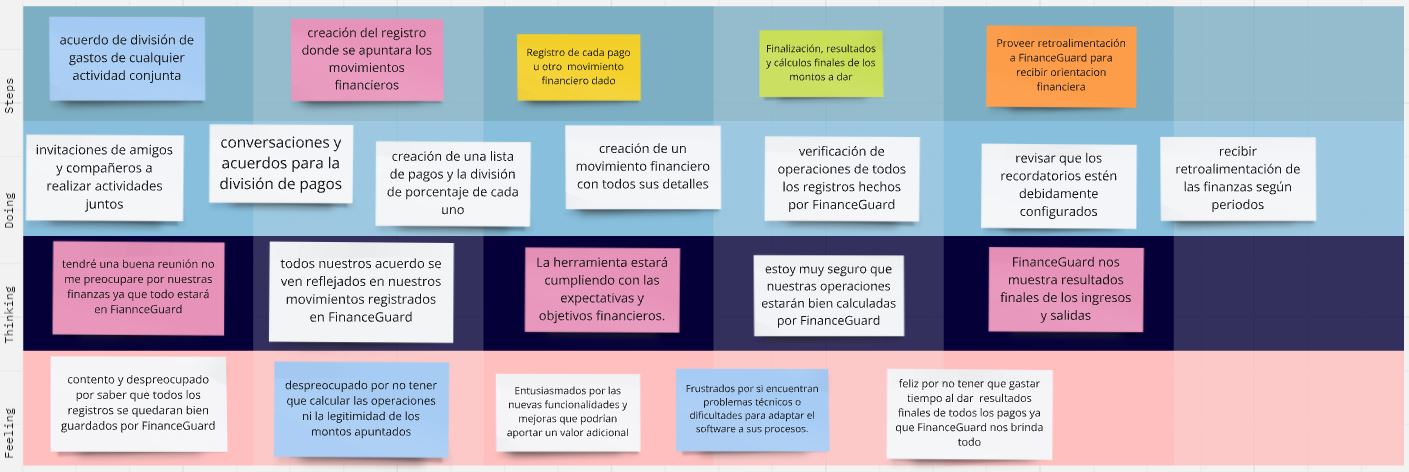 Steps
acuerdo de división de
gastos de cualquier
actividad conjunta
creación del registro
donde se apuntara los
movimientos
financieros
Registro de cada pago
u otro movimiento
financiero dado
Finalización, resultados
y cálculos finales de los
montos a dar
Proveer retroalimentación
a FinanceGuard para
recibir orientacion
financiera
Doing
invitaciones de amigos
y compañeros a
realizar actividades
juntos
conversaciones y
acuerdos para la
división de pagos
creación de una lista
de pagos y la división
de porcentaje de cada
uno
creación de un
movimiento financiero
con todos sus detalles
verificación de
operaciones de todos
los registros hechos
por FinanceGuard
revisar que los
recordatorios estén
debidamente
configurados
recibir
retroalimentación de
las finanzas según
periodos
Thinking
tendré una buena reunión no
me preocupare por nuestras
finanzas ya que todo estará
en FiannceGuard
todos nuestros acuerdo se
ven reflejados en nuestros
movimientos registrados
en FinanceGuard
La herramienta estará
cumpliendo con las
expectativas y
objetivos financieros.
estoy muy seguro que
nuestras operaciones
estarán bien calculadas
por FinanceGuard
FinanceGuard nos
muestra resultados
finales de los ingresos
y salidas
Feeling
contento y despreocupado
por saber que todos los
registros se quedaran bien
guardados por FinanceGuard
despreocupado por no tener
que calcular las operaciones
ni la legitimidad de los
montos apuntados
Entusiasmados por las
nuevas funcionalidades y
mejoras que podrían
aportar un valor adicional
Frustrados por si encuentran
problemas técnicos o
dificultades para adaptar el
software a sus procesos.
feliz por no tener que gastar
tiempo al dar resultados
finales de todos los pagos ya
que FinanceGuard nos brinda
todo